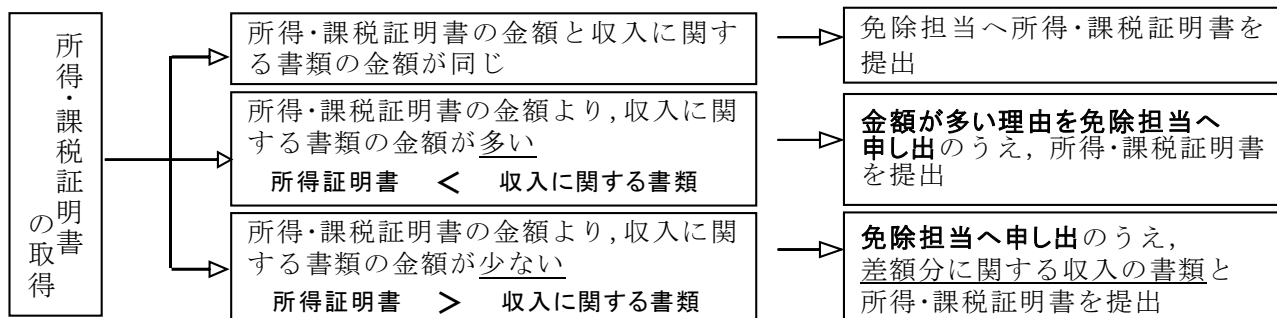 所得・課税証明書
の取得
所得・課税証明書の金額と収入に関す
る書類の金額が同じ
免除担当へ所得・課税証明書を
提出
所得・課税証明書の金額より,収入に関
する書類の金額が多い
所得証明書 < 収入に関する書類
金額が多い理由を免除担当へ
申し出のうえ, 所得・課税証明書
を提出
所得・課税証明書の金額より,収入に関
する書類の金額が少ない
所得証明書 > 収入に関する書類
免除担当へ申し出のうえ,
差額分に関する収入の書類と
所得・課税証明書を提出